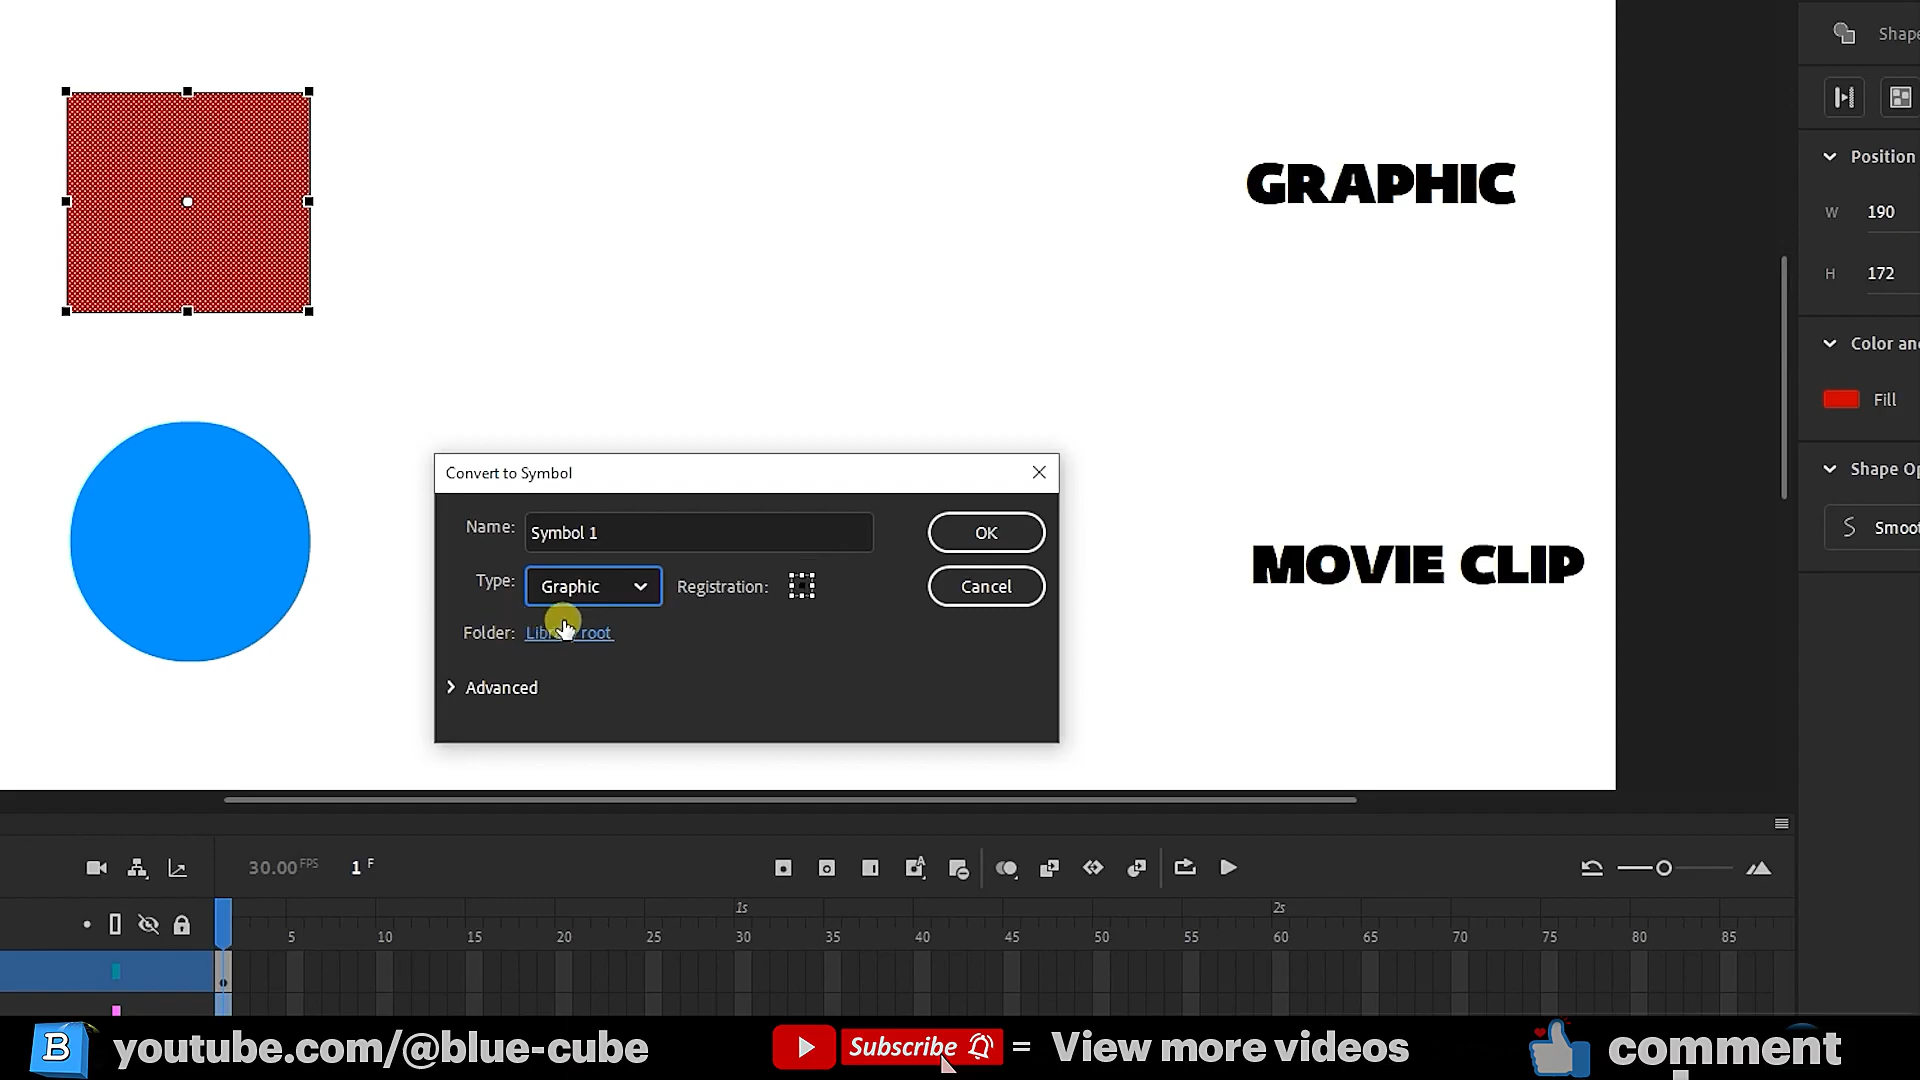 Shape
GRAPHIC
Position
W 190
H 172
Color an
Fill
Shape Op
Smoo
Convert to Symbol
Name: Symbol 1
OK
Type: Graphic
Registration:
Cancel
Folder: Library root
Advanced
MOVIE CLIP
30.00 FPS
1 F
1s 2s
5 10 15 20 25 30 35 40 45 50 55 60 65 70 75 80 85
B youtube.com/@blue-cube
Subscribe = View more videos
comment